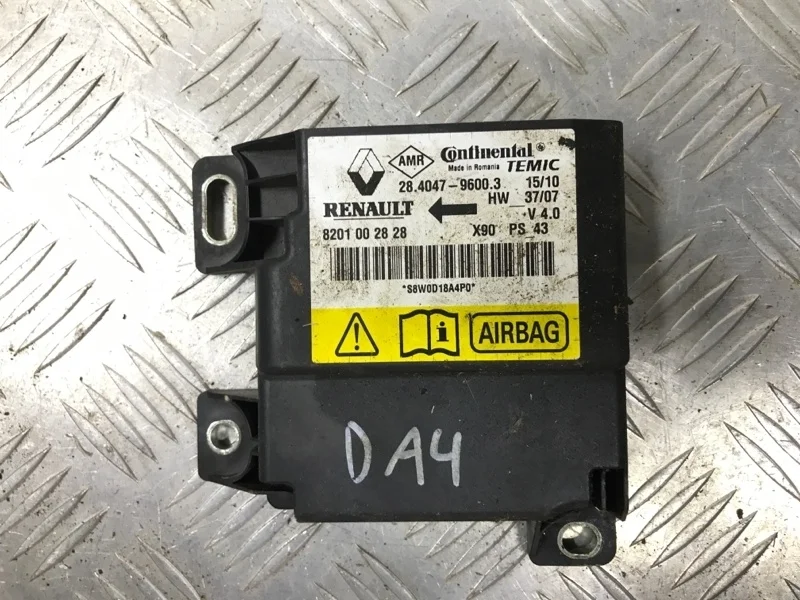 AMR Continental TEMIC
Made in Romania
28.4047-9600.3 15/10
HW 37/07
RENAULT V 4.0
8201 00 28 28 X90 PS 43
*S8W0D18A4P0*
i AIRBAG
DA4